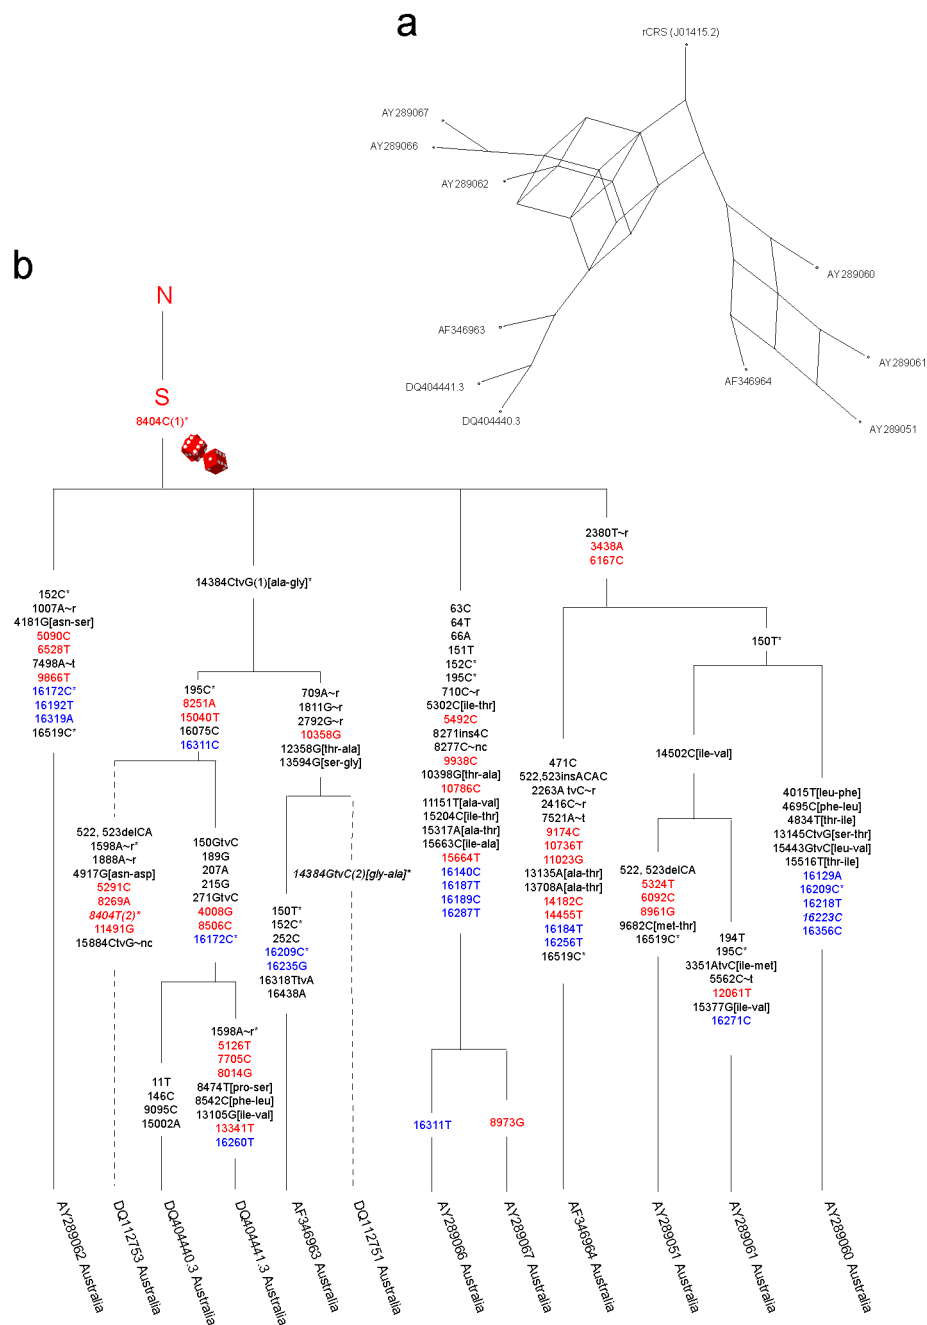 a
rCRS (J01415.2)
AY289067
AY289066
AY289062
AY289060
AF346963
AY289061
AF346964
DQ404441.3
DQ404440.3
AY289051
b
N
S
8404C(1)*
152C*
1007A~r
4181G[asn-ser]
5090C
6528T
7498A~t
9866T
16172C*
16192T
16319A
16519C*
14384CtvG(1)[ala-gly]*
195C*
8251A
15040T
16075C
16311C
522, 523delCA
1598A~r*
1888A~r
4917G[asn-asp]
5291C
8269A
8404T(2)*
11491G
15884CtvG~nc
150GtvC
189G
207A
215G
271GtvC
4008G
8506C
16172C*
11T
146C
9095C
15002A
1598A~r*
5126T
7705C
8014G
8474T[pro-ser]
8542C[phe-leu]
13105G[ile-val]
13341T
16260T
709A~r
1811G~r
2792G~r
10358G
12358G[thr-ala]
13594G[ser-gly]
14384GtvC(2)[gly-ala]*
150T*
152C*
252C
16209C*
16235G
16318TtvA
16438A
63C
64T
66A
151T
152C*
195C*
710C~r
5302C[ile-thr]
5492C
8271ins4C
8277C~nc
9938C
10398G[thr-ala]
10786C
11151T[ala-val]
15204C[ile-thr]
15317A[ala-thr]
15663C[ile-ala]
15664T
16140C
16187T
16189C
16287T
16311T
8973G
2380T~r
3438A
6167C
471C
522,523insACAC
2263A tvC~r
2416C~r
7521A~t
9174C
10736T
11023G
13135A[ala-thr]
13708A[ala-thr]
14182C
14455T
16184T
16256T
16519C*
150T*
14502C[ile-val]
522, 523delCA
5324T
6092C
8961G
9682C[met-thr]
16519C*
194T
195C*
3351AtvC[ile-met]
5562C~t
12061T
15377G[ile-val]
16271C
4015T[leu-phe]
4695C[phe-leu]
4834T[thr-ile]
13145CtvG[ser-thr]
15443GtvC[leu-val]
15516T[thr-ile]
16129A
16209C*
16218T
16223C
16356C
AY289062 Australia
DQ112753 Australia
DQ404440.3 Australia
DQ404441.3 Australia
AF346963 Australia
DQ112751 Australia
AY289066 Australia
AY289067 Australia
AF346964 Australia
AY289051 Australia
AY289061 Australia
AY289060 Australia